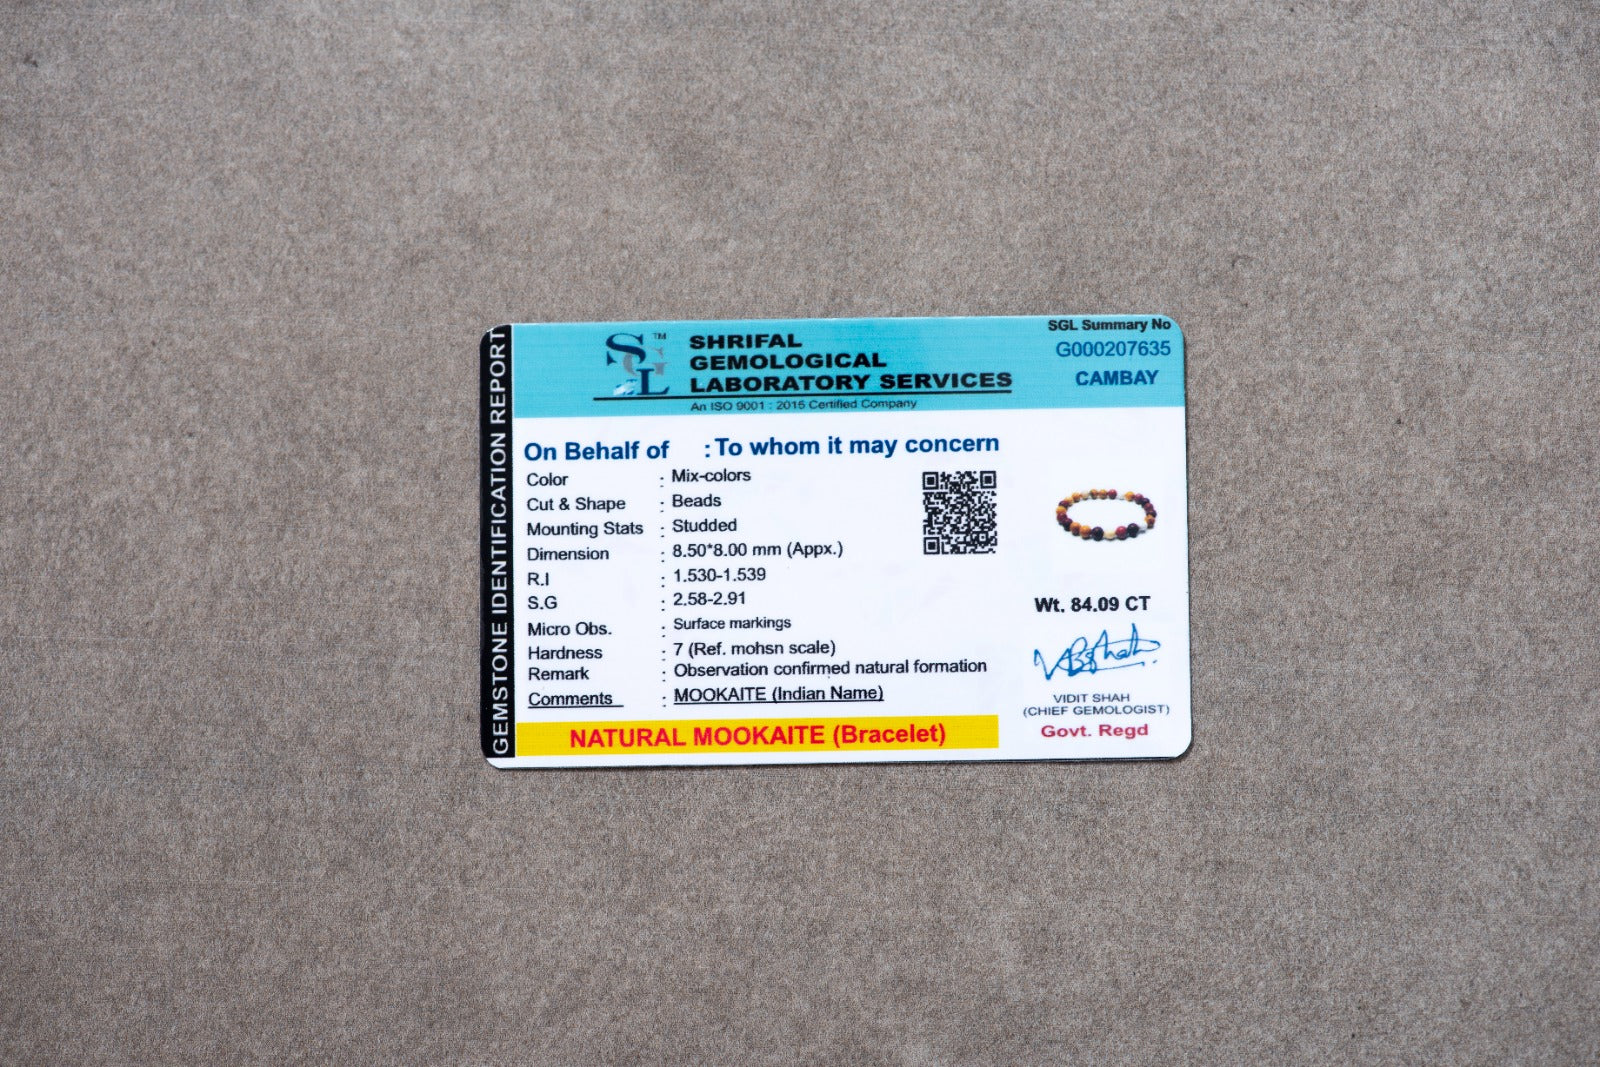 GEMSTONE IDENTIFICATION REPORT
SGL ™
SHRIFAL
GEMOLOGICAL
LABORATORY SERVICES
An ISO 9001 : 2015 Certified Company
SGL Summary No
G000207635
CAMBAY
On Behalf of : To whom it may concern
Color : Mix-colors
Cut & Shape : Beads
Mounting Stats : Studded
Dimension : 8.50*8.00 mm (Appx.)
R.I : 1.530-1.539
S.G : 2.58-2.91
Micro Obs. : Surface markings
Hardness : 7 (Ref. mohsn scale)
Remark : Observation confirmed natural formation
Comments : MOOKAITE (Indian Name)
NATURAL MOOKAITE (Bracelet)
Wt. 84.09 CT
VIDIT SHAH
(CHIEF GEMOLOGIST)
Govt. Regd